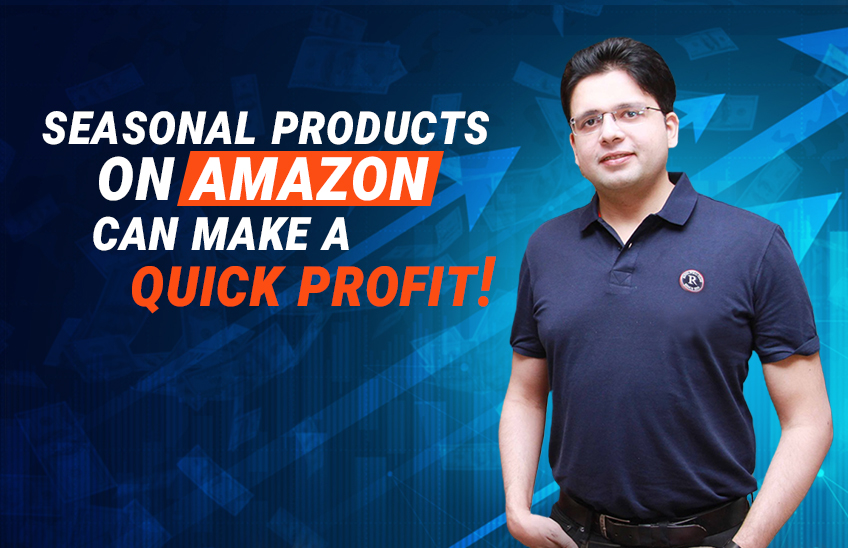 SEASONAL PRODUCTS
ON AMAZON
CAN MAKE A
QUICK PROFIT!
R